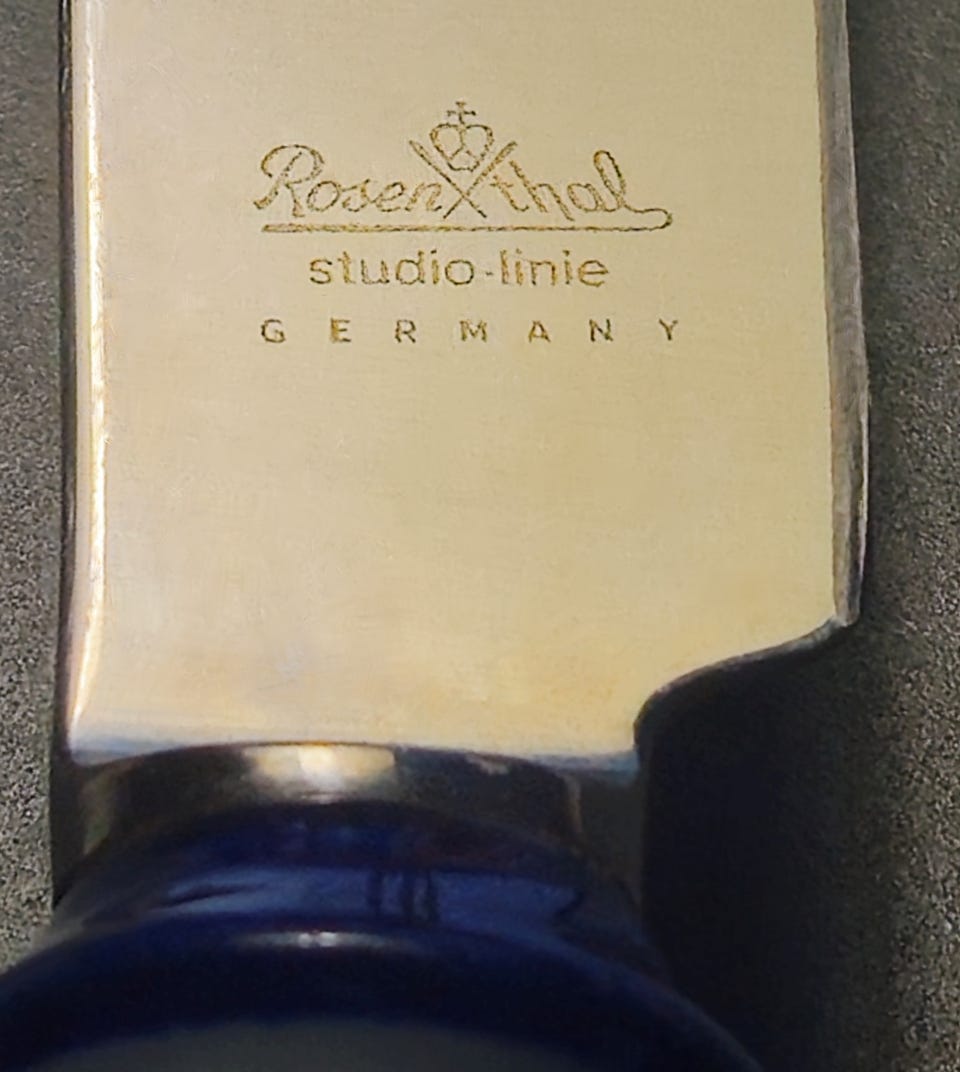 Rosenthal
studio-linie
GERMANY